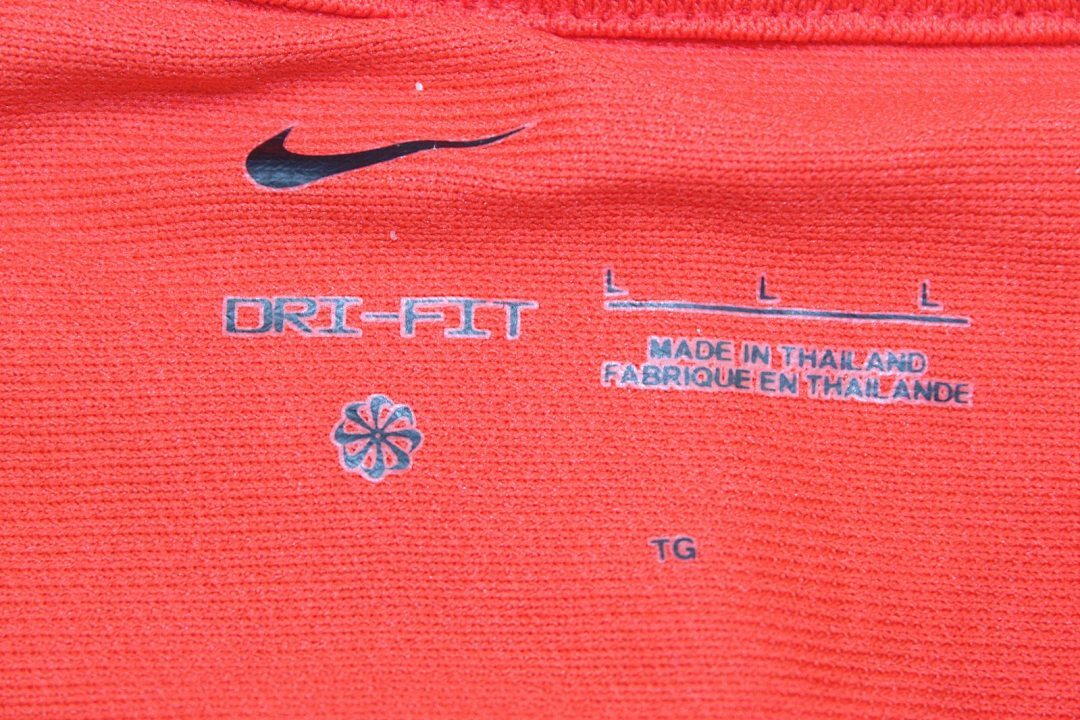 DRI-FIT
L L L
MADE IN THAILAND
FABRIQUE EN THAILANDE
TG